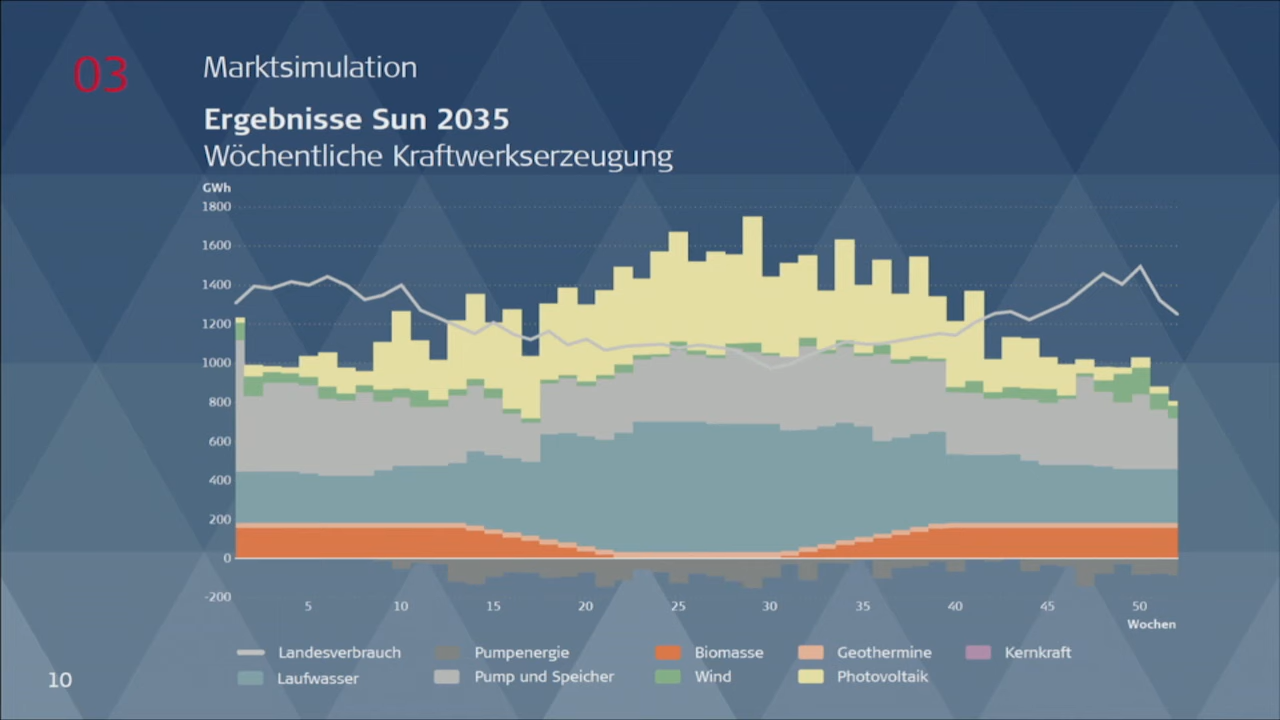 03
Marktsimulation
Ergebnisse Sun 2035
Wöchentliche Kraftwerkserzeugung
GWh
1800
1600
1400
1200
1000
800
600
400
200
0
-200
5 10 15 20 25 30 35 40 45 50
Wochen
Landesverbrauch Pumpenergie Biomasse Geothermine Kernkraft
Laufwasser Pump und Speicher Wind Photovoltaik
10